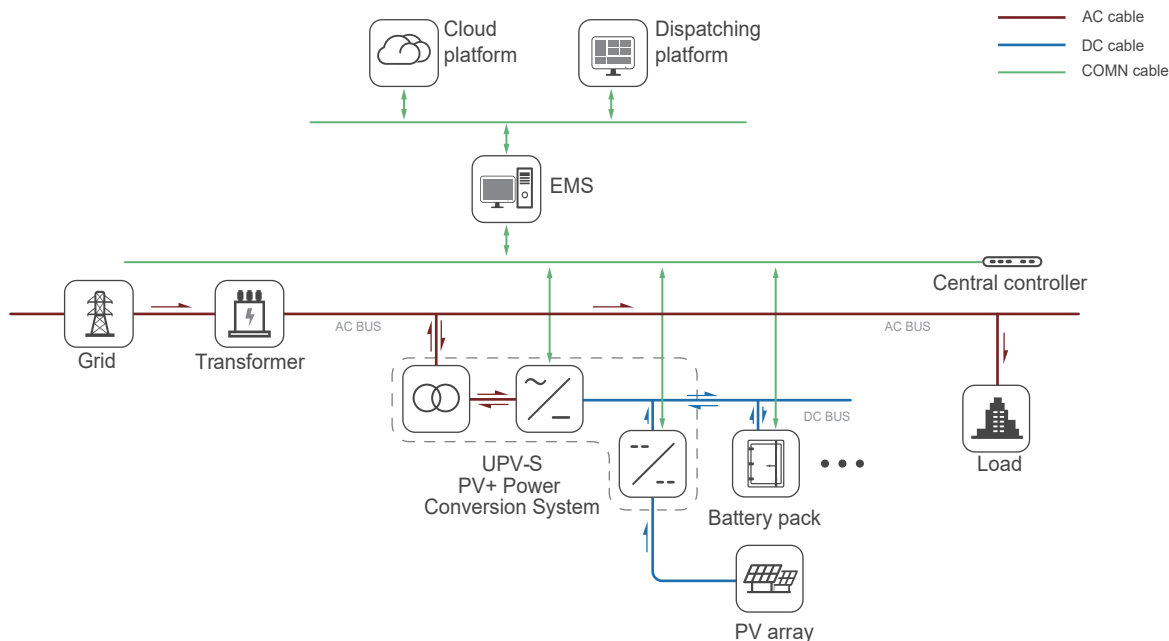 Cloud
platform
Dispatching
platform
AC cable
DC cable
COMN cable
EMS
Central controller
Grid
Transformer
AC BUS
AC BUS
DC BUS
UPV-S
PV+ Power
Conversion System
Battery pack
Load
PV array